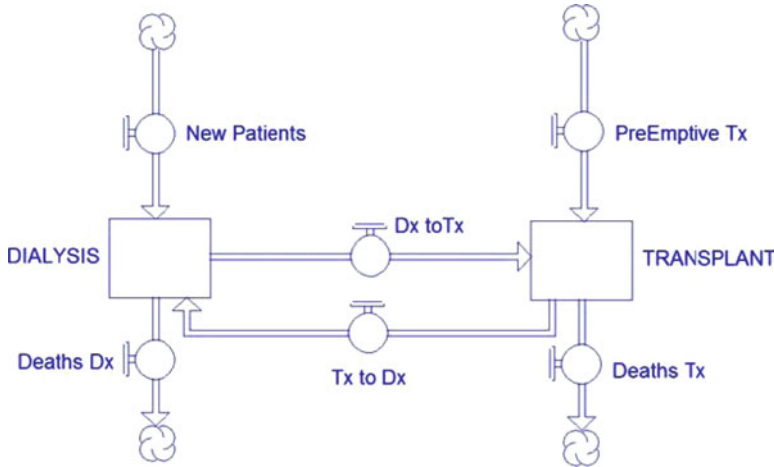 New Patients
PreEmptive Tx
Dx toTx
DIALYSIS
TRANSPLANT
Deaths Dx
Tx to Dx
Deaths Tx